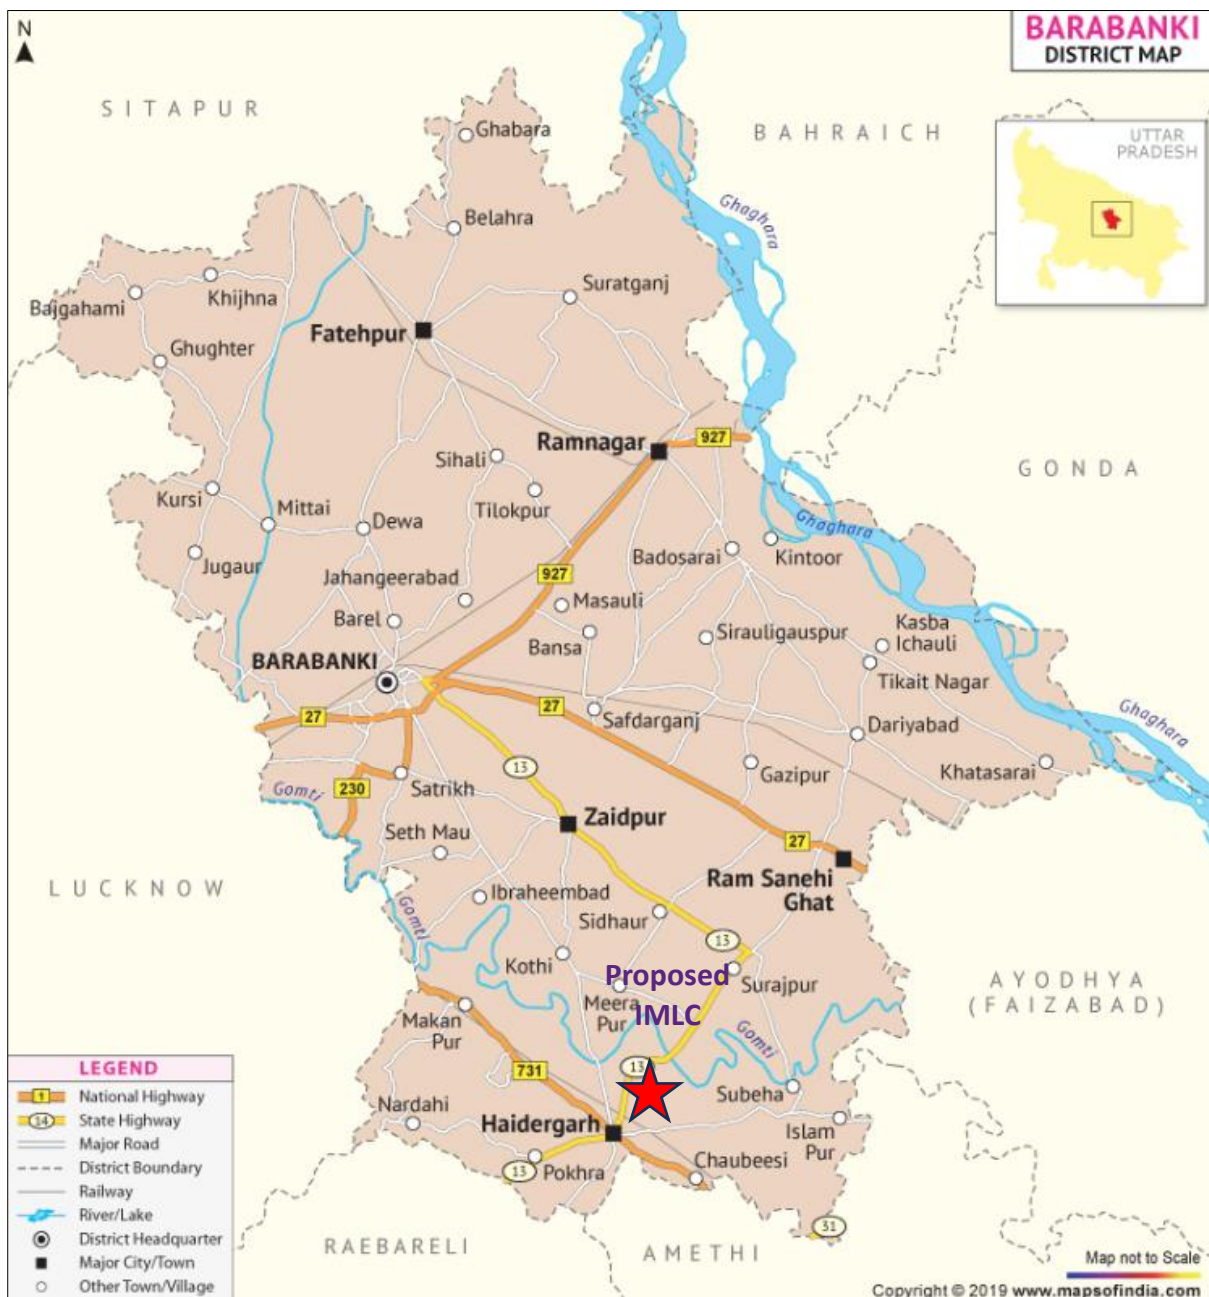 N
BARABANKI
DISTRICT MAP
SITAPUR
BAHRAICH
UTTAR
PRADESH
Ghabara
Ghaghara
Belahra
Khijhna
Bajgahami
Suratganj
Fatehpur
Ghughter
Ramnagar
927
Sihali
GONDA
Kursi
Mittai
Dewa
Tilokpur
Ghaghara
Badosarai
Kintoor
Jugaur
Jahangeerabad
927
Masauli
Barel
Bansa
Sirauligauspur
Kasba
Ichauli
BARABANKI
Tikait Nagar
27
27
Safdarganj
Dariyabad
Ghaghara
13
Gazipur
Khatasarai
Gomti
230
Satrikh
Zaidpur
Seth Mau
27
Ram Sanehi
Ghat
LUCKNOW
Ibraheembad
Gomti
Sidhaur
13
Kothi
Proposed
IMLC
Surajpur
AYODHYA
(FAIZABAD)
Meera
Pur
Makan
Pur
Gomti
731
13
Subeha
Nardahi
Haidergarh
Islam
Pur
13
Pokhra
Chaubeesi
31
RAEBARELI
AMETHI
LEGEND
1 National Highway
14 State Highway
Major Road
District Boundary
Railway
River/Lake
District Headquarter
Major City/Town
Other Town/Village
Map not to Scale
Copyright © 2019 www.mapsofindia.com